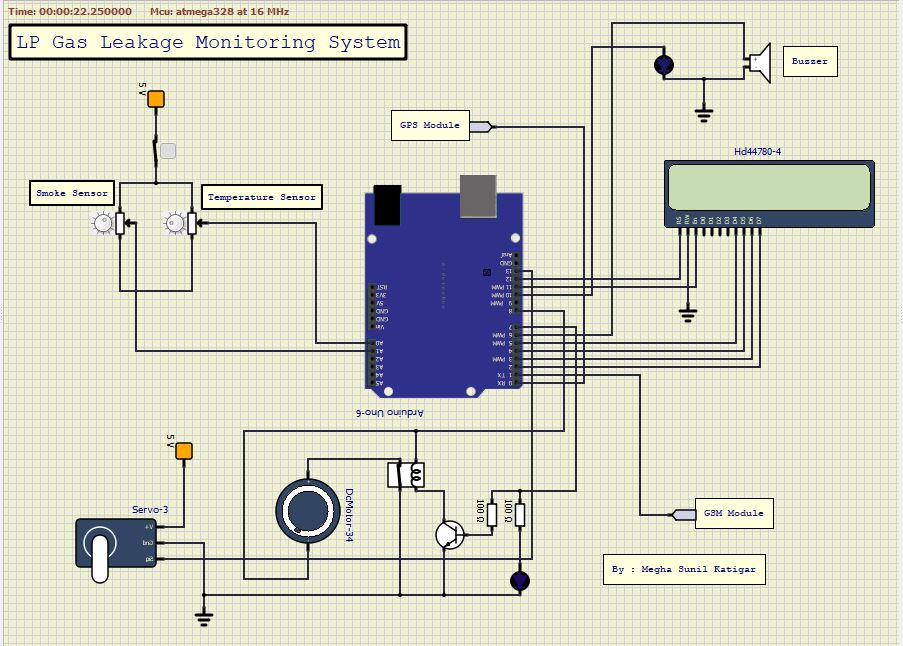 Time: 00:00:22.250000 Mcu: atmega328 at 16 MHz
LP Gas Leakage Monitoring System
Buzzer
5 V
GPS Module
Hd44780-4
Smoke Sensor
Temperature Sensor
RS RW En D0 D1 D2 D3 D4 D5 D6 D7
AreF
GND
13
12
PWM 11
PWM 10
PWM 9
8
7
PWM 6
PWM 5
4
PWM 3
2
TX 1
RX 0
RST
3V3
5V
GND
GND
Vin
A0
A1
A2
A3
A4
A5
arduino
Arduino Uno-6
5 V
DcMotor-34
100 Ω
100 Ω
GSM Module
Servo-3
+V
Gnd
Sig
By : Megha Sunil Katigar